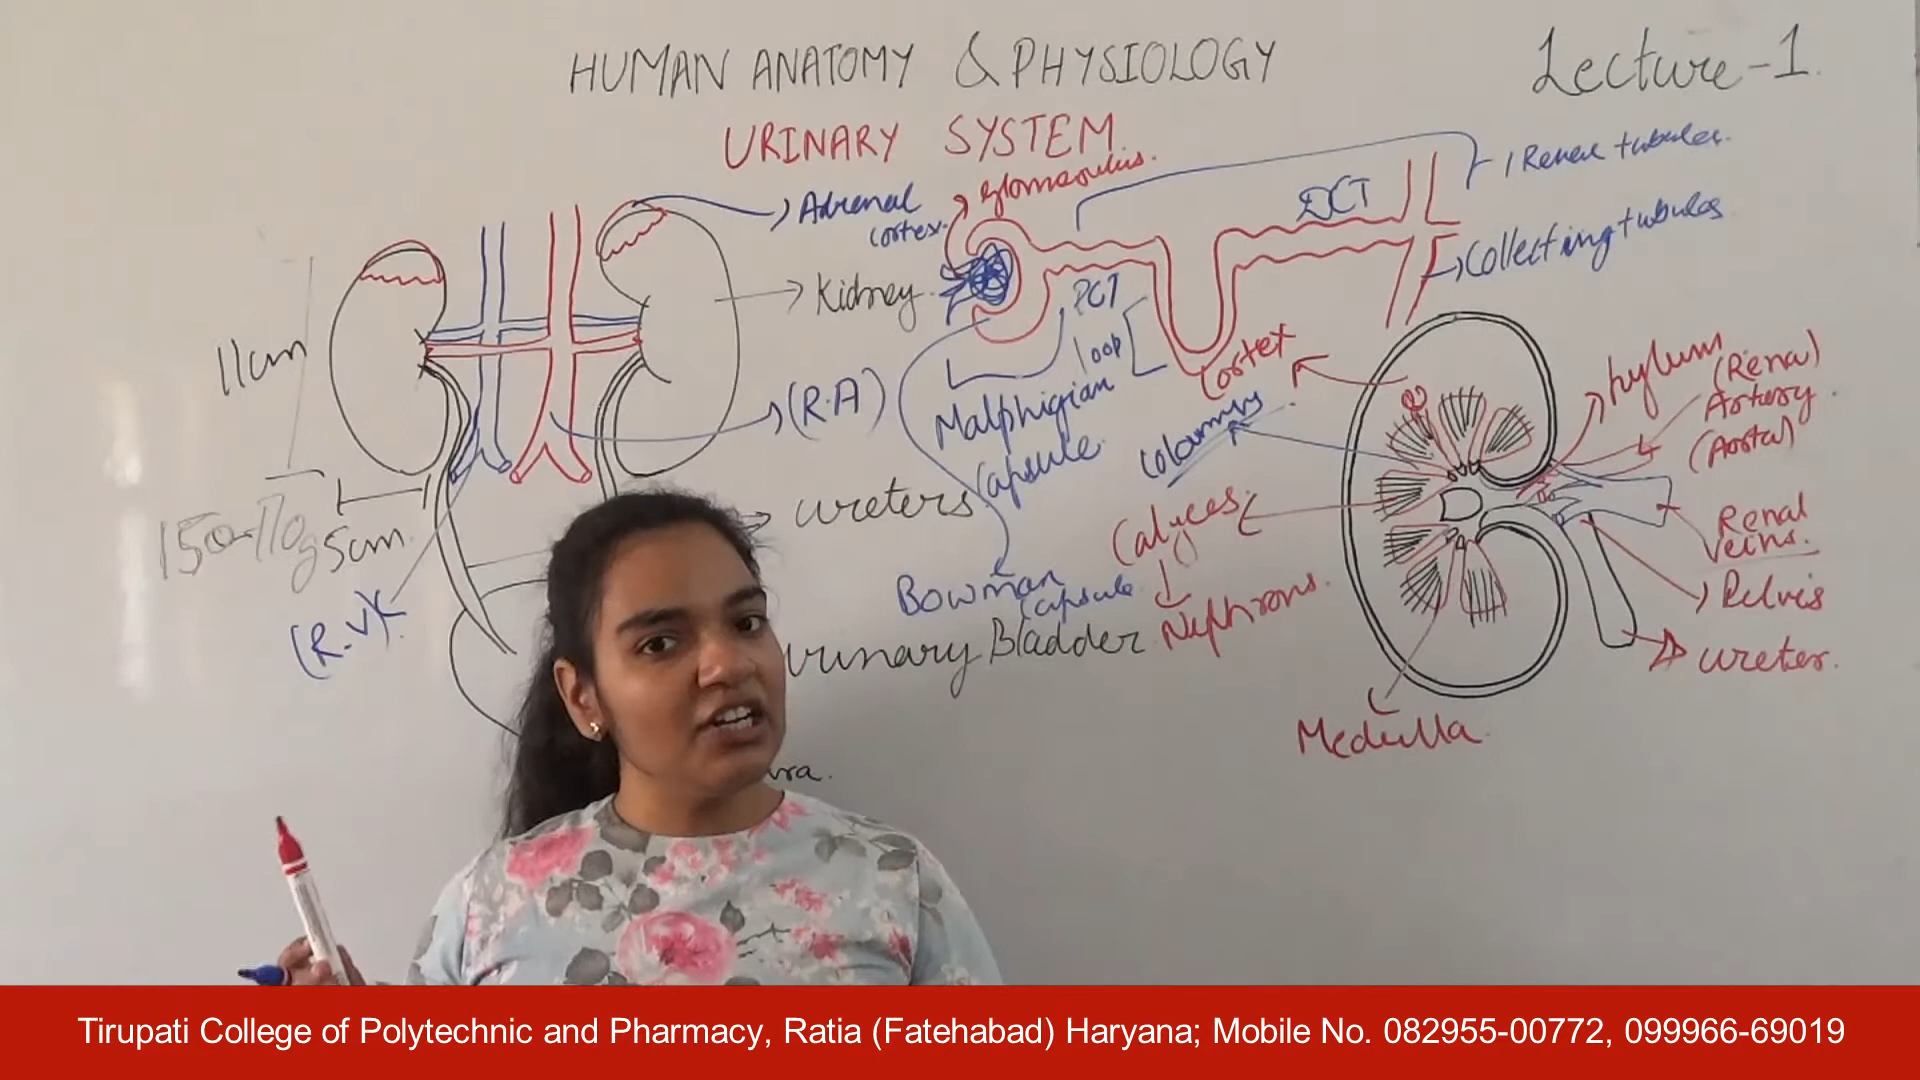 HUMAN ANATOMY & PHYSIOLOGY
Lecture-1.
URINARY SYSTEM
glomerulus.
Renal tubules.
Adrenal
cortex.
DCT
Collecting tubules
Kidney
PCT
loop
11cm
(R.A)
Malphigian
Capsule
Cortex
hylum
(Renal
Artery
(Aorta)
ureters
Calyces
Renal
veins.
150-170g
5cm.
(R.V)
Bowman
Capsule
Nephrons.
Pelvis
urinary Bladder
ureter.
Medulla
ra.
Tirupati College of Polytechnic and Pharmacy, Ratia (Fatehabad) Haryana; Mobile No. 082955-00772, 099966-69019